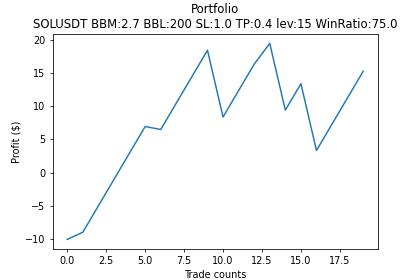 Portfolio
SOLUSDT BBM:2.7 BBL:200 SL:1.0 TP:0.4 lev:15 WinRatio:75.0
20
15
10
5
0
−5
−10
Profit ($)
0.0 2.5 5.0 7.5 10.0 12.5 15.0 17.5
Trade counts